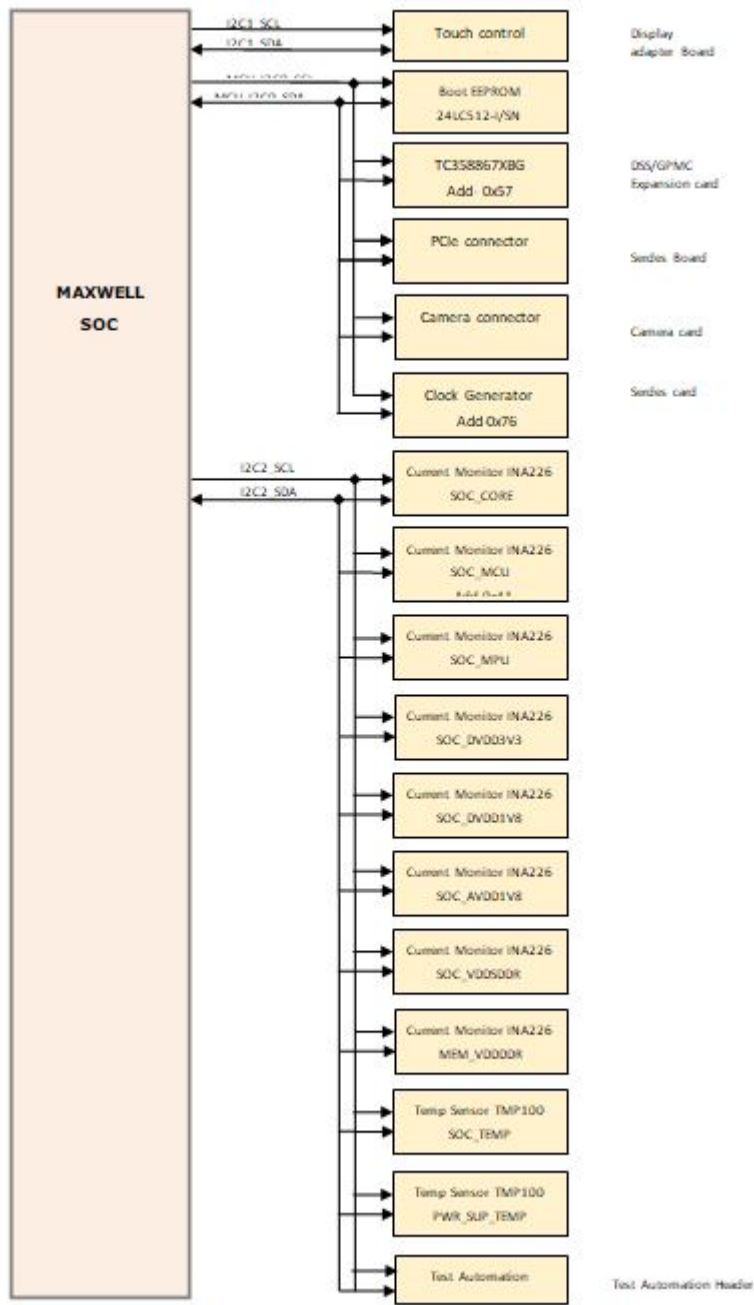 I2C1_SCL
I2C1_SDA
Touch control
Display
adapter Board
MCU_I2C0_SCL
MCU_I2C0_SDA
Boot EEPROM
24LC512-I/SN
TC358867XBG
Add 0x57
DSS/GPMC
Expansion card
PCIe connector
Serdes Board
MAXWELL
SOC
Camera connector
Camera card
Clock Generator
Add 0x76
Serdes card
I2C2_SCL
I2C2_SDA
Current Monitor INA226
SOC_CORE
Current Monitor INA226
SOC_MCU
Current Monitor INA226
SOC_MPU
Current Monitor INA226
SOC_DVDD3V3
Current Monitor INA226
SOC_DVDD1V8
Current Monitor INA226
SOC_AVDD1V8
Current Monitor INA226
SOC_VDDSDDR
Current Monitor INA226
MEM_VDDDDR
Temp Sensor TMP100
SOC_TEMP
Temp Sensor TMP100
PWR_SUP_TEMP
Test Automation
Test Automation Header